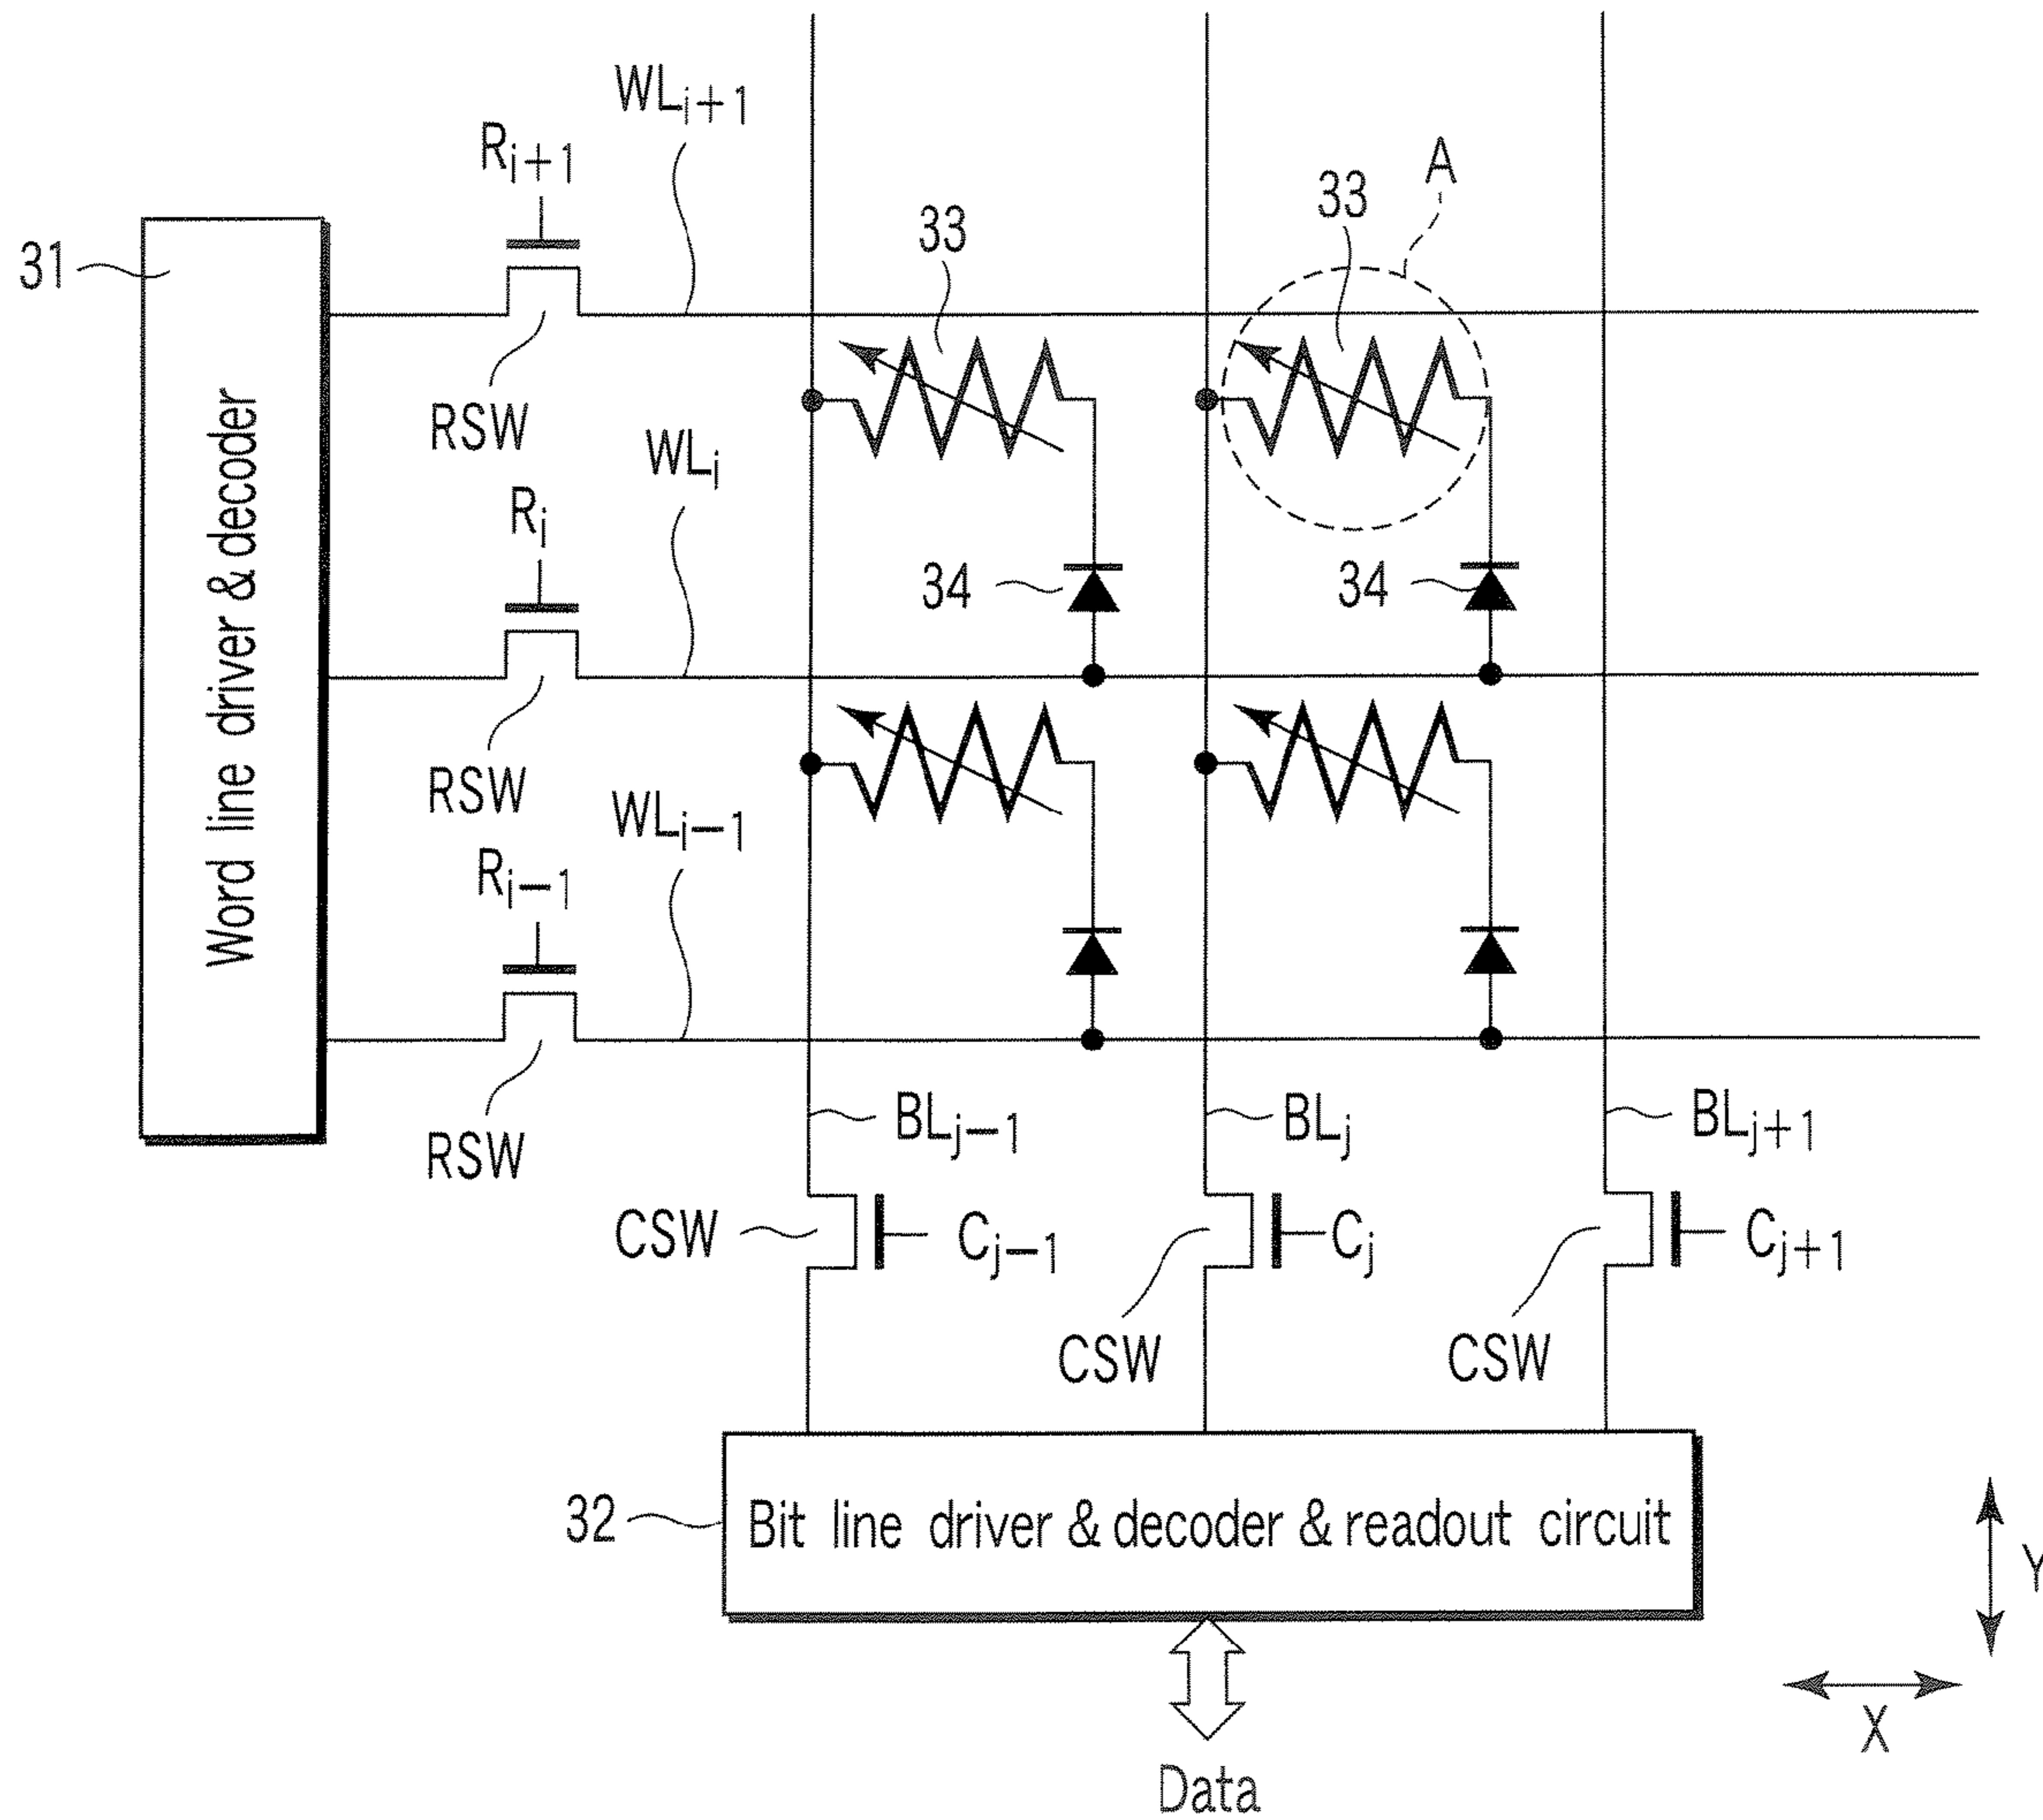 WLi+1
Ri+1
A
33
33
31
RSW
WLi
Ri
34
34
Word line driver & decoder
RSW
WLi−1
Ri−1
BLj−1
BLj
BLj+1
RSW
CSW
Cj−1
Cj
Cj+1
CSW
CSW
32
Bit line driver & decoder & readout circuit
Y
X
Data